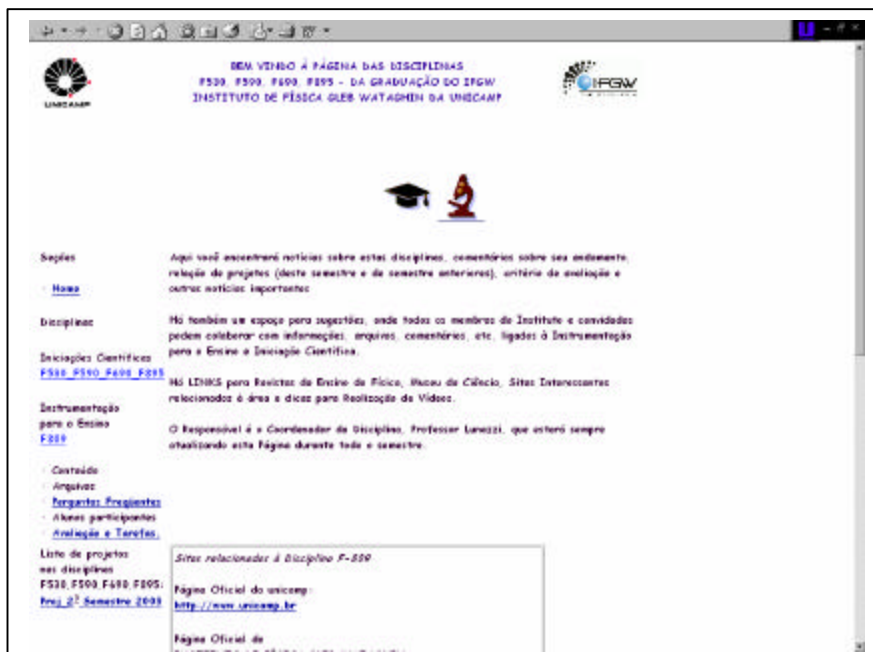 UNICAMP
BEM VINDO À PÁGINA DAS DISCIPLINAS
F530, F590, F690, F895 - DA GRADUAÇÃO DO IFGW
INSTITUTO DE FÍSICA GLEB WATAGHIN DA UNICAMP
IFGW
Seções
Home
Disciplinas
Iniciações Científicas
F530_F590_F690_F895
Instrumentação
para o Ensino
F809
Conteúdo
Arquivos
Perguntas Freqüentes
Alunos participantes
Avaliação e Tarefas.
Lista de projetos
nas disciplinas
F530,F590,F690,F895:
Proj_2º Semestre 2003
Aqui você encontrará notícias sobre estas disciplinas, comentários sobre seu andamento,
relação de projetos (deste semestre e de semestre anteriores), critério de avaliação e
outras notícias importantes
Há também um espaço para sugestões, onde todos os membros do Instituto e convidados
podem colaborar com informações, arquivos, comentários, etc. ligados à Instrumentação
para o Ensino e Iniciação Científica.
Há LINKS para Revistas de Ensino de Física, Museu de Ciência, Sites Interessantes
relacionados à área e dicas para Realização de Vídeos.
O Responsável é o Coordenador da Disciplina, Professor Lunazzi, que estará sempre
atualizando esta Página durante todo o semestre.
Sites relacionados à Disciplina F-809
Página Oficial da unicamp:
http://www.unicamp.br
Página Oficial do